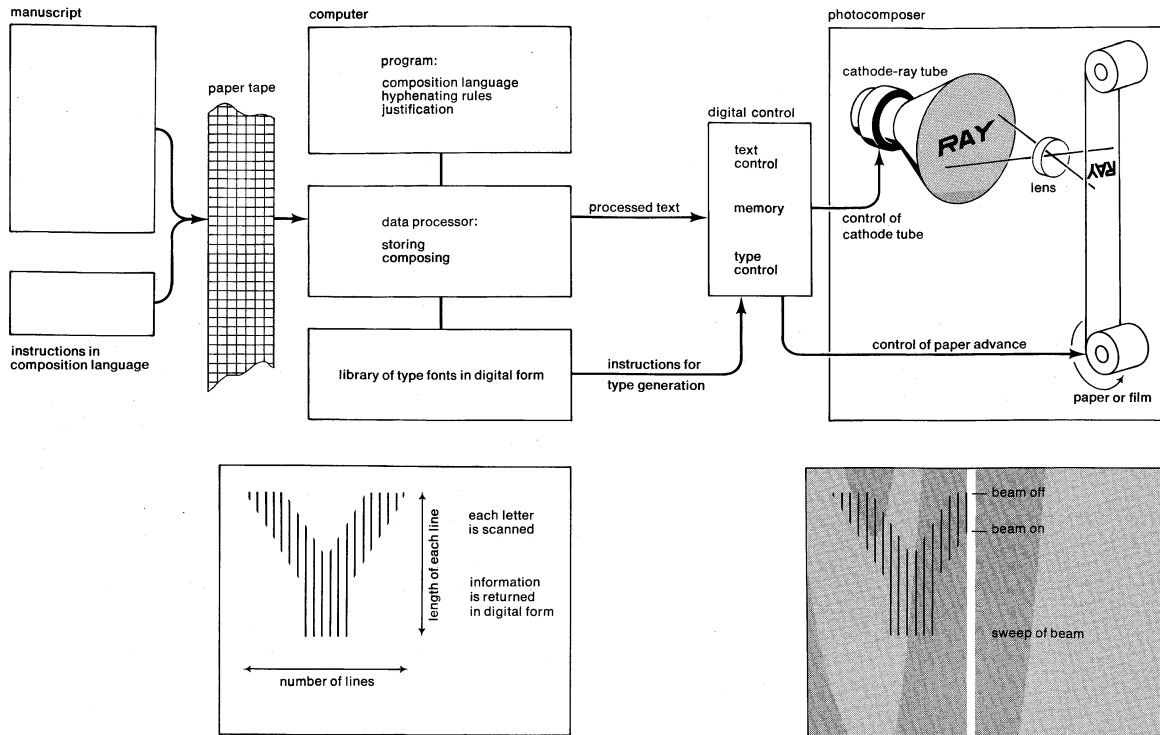 manuscript
instructions in
composition language
paper tape
computer
program:
composition language
hyphenating rules
justification
data processor:
storing
composing
library of type fonts in digital form
processed text
instructions for
type generation
digital control
text
control
memory
type
control
photocomposer
cathode-ray tube
RAY
lens
RAY
control of
cathode tube
control of paper advance
paper or film
each letter
is scanned
information
is returned
in digital form
length of each line
number of lines
beam off
beam on
sweep of beam